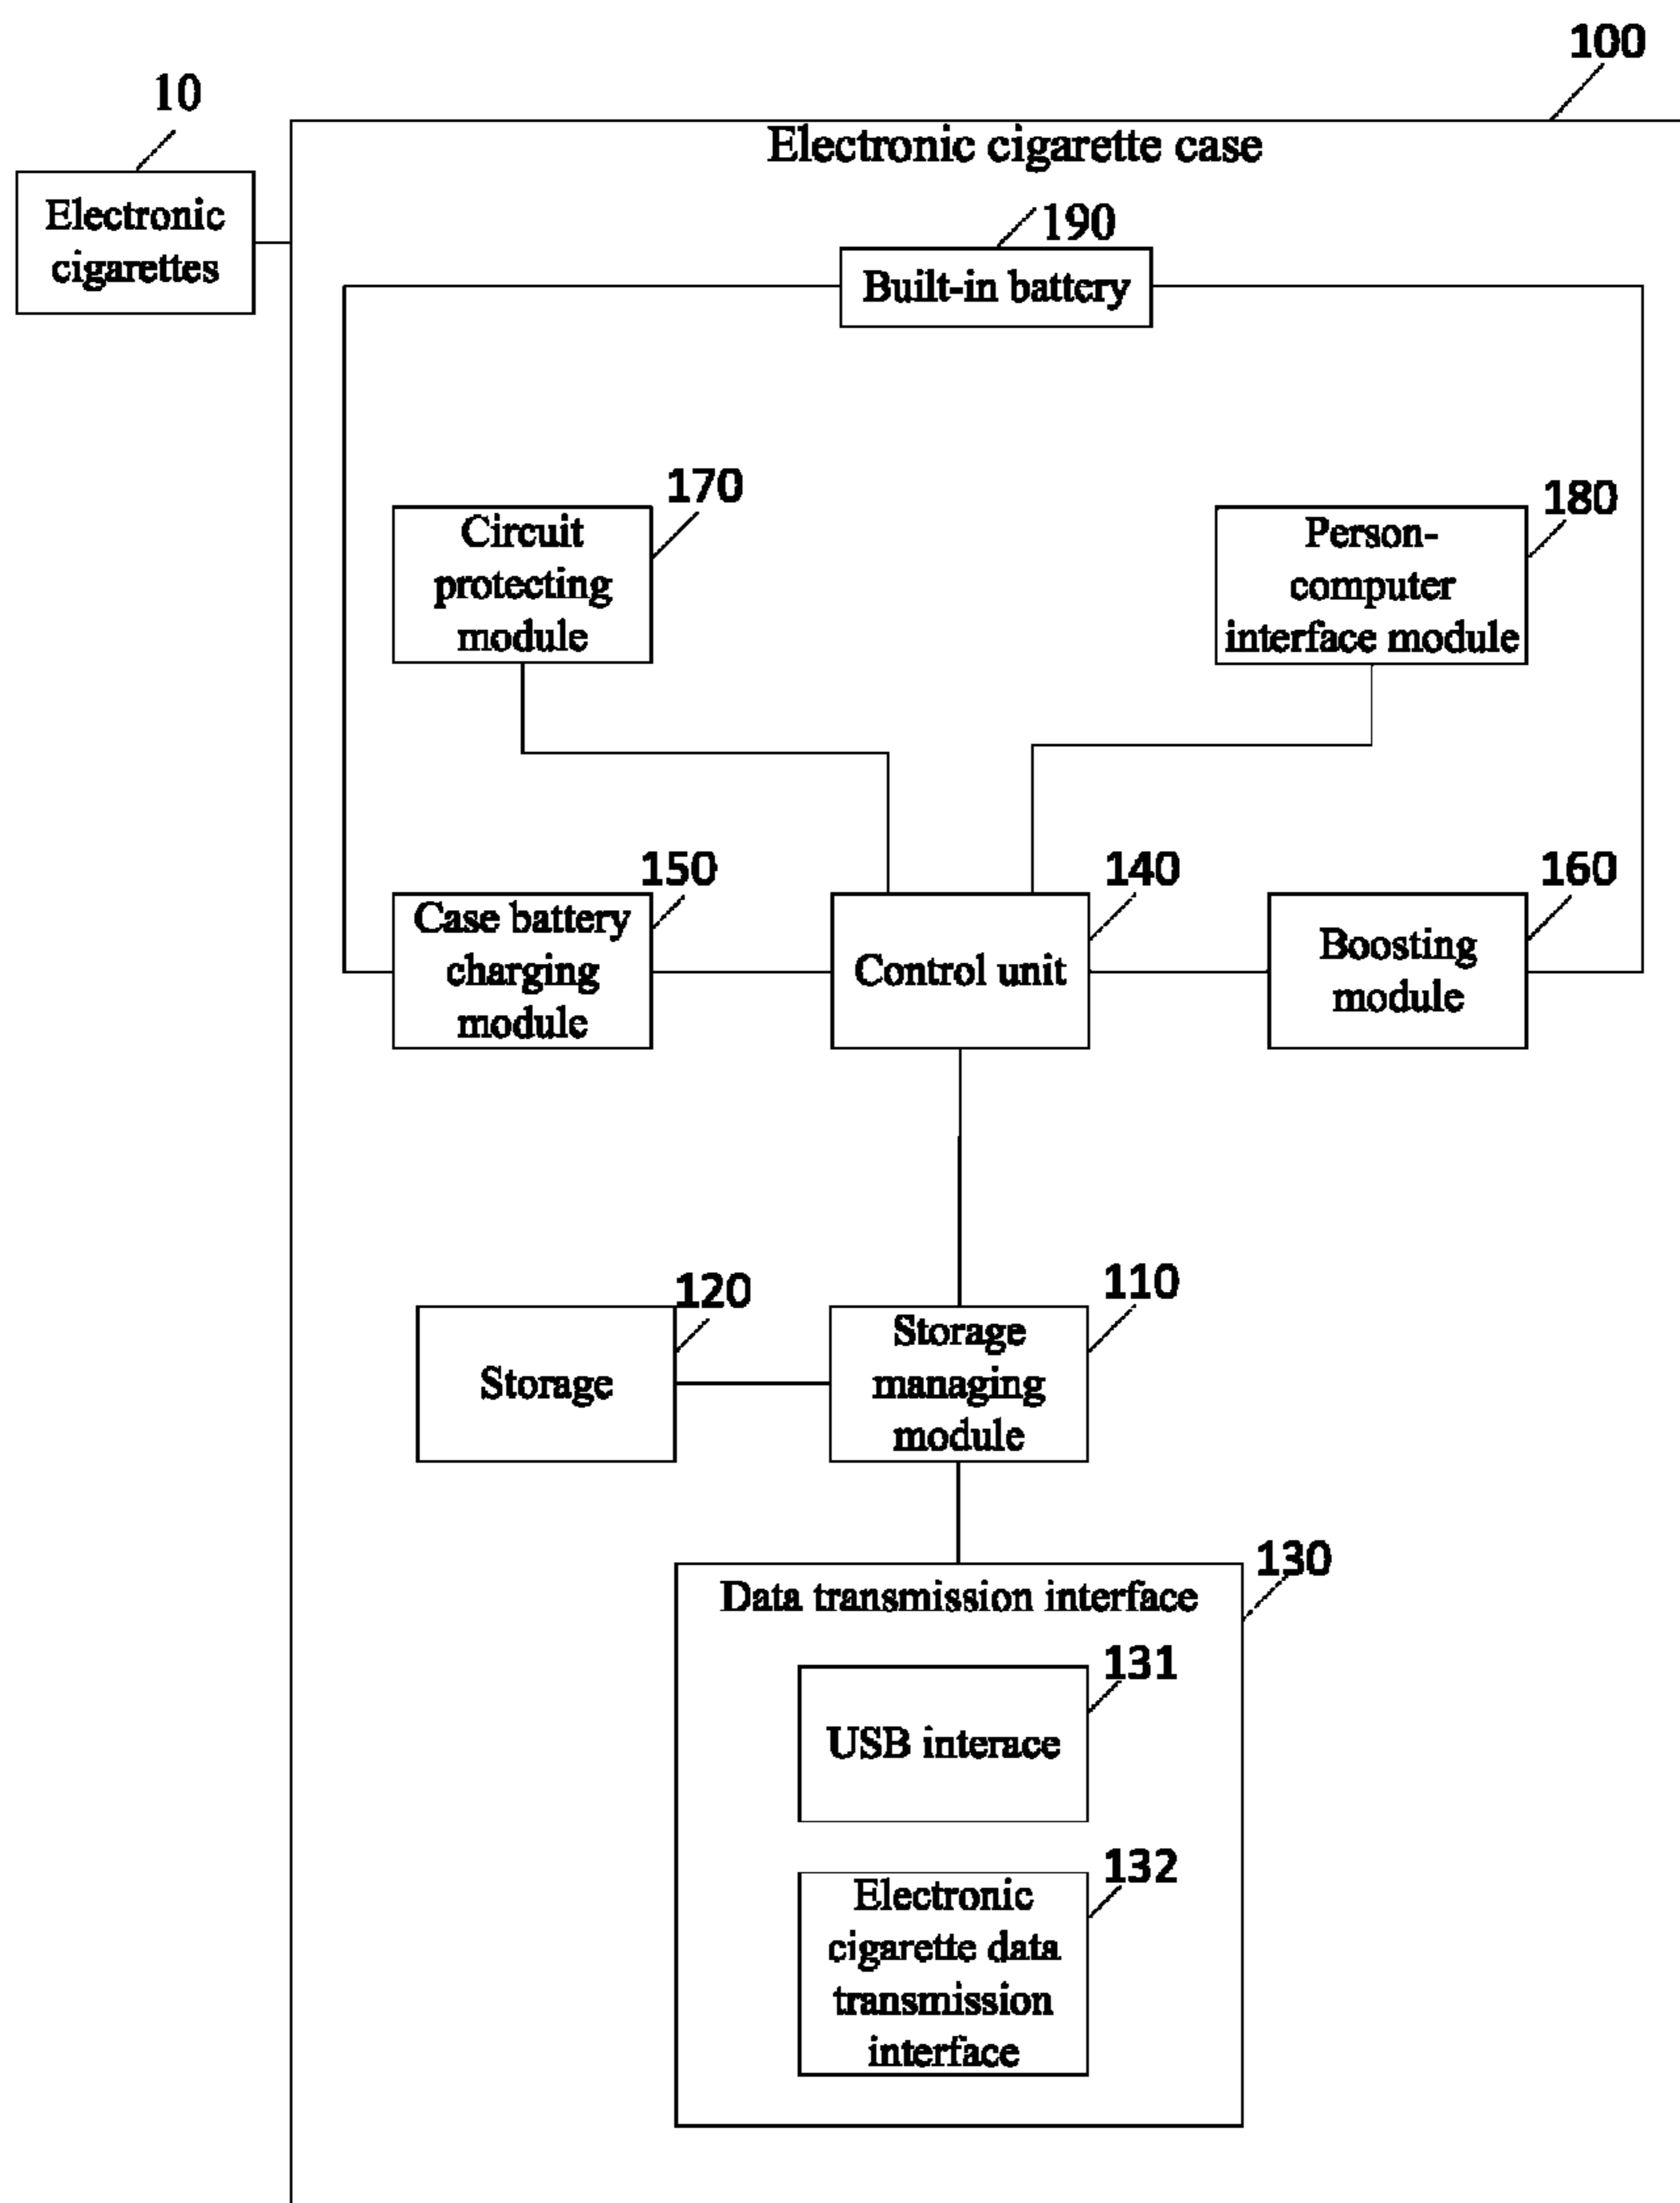 100
10
Electronic cigarette case
Electronic
cigarettes
190
Built-in battery
170
Circuit
protecting
module
180
Person-
computer
interface module
150
Case battery
charging
module
140
Control unit
160
Boosting
module
120
Storage
110
Storage
managing
module
130
Data transmission interface
131
USB interace
132
Electronic
cigarette data
transmission
interface